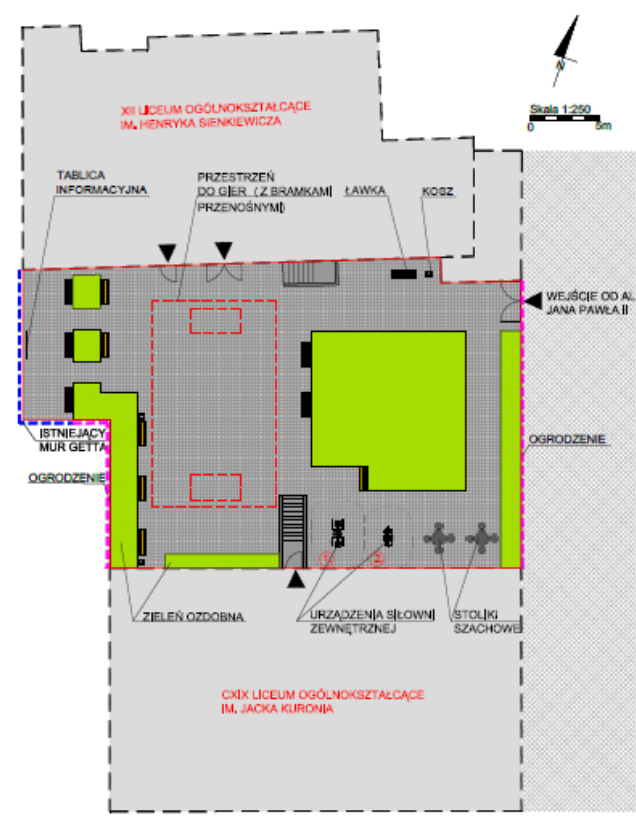 XII LICEUM OGÓLNOKSZTAŁCĄCE
IM. HENRYKA SIENKIEWICZA
N
Skala 1:250
0 5m
TABLICA
INFORMACYJNA
PRZESTRZEŃ
DO GIER (Z BRAMKAMI
PRZENOŚNYMI)
ŁAWKA
KOSZ
WEJŚCIE OD AL.
JANA PAWŁA II
ISTNIEJĄCY
MUR GETTA
OGRODZENIE
OGRODZENIE
1
2
ZIELEŃ OZDOBNA
URZĄDZENIA SIŁOWNI
ZEWNĘTRZNEJ
STOLIKI
SZACHOWE
CXIX LICEUM OGÓLNOKSZTAŁCĄCE
IM. JACKA KURONIA